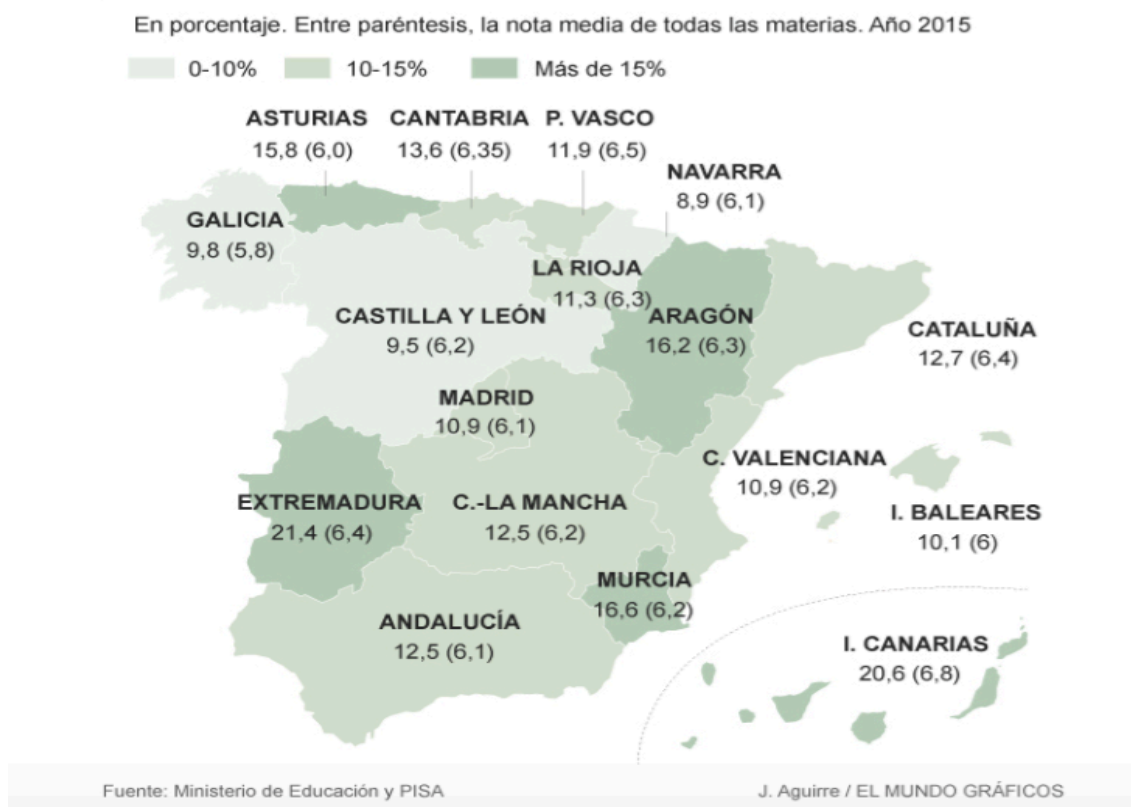 En porcentaje. Entre paréntesis, la nota media de todas las materias. Año 2015
0-10% 10-15% Más de 15%
ASTURIAS
15,8 (6,0)
CANTABRIA
13,6 (6,35)
P. VASCO
11,9 (6,5)
NAVARRA
8,9 (6,1)
GALICIA
9,8 (5,8)
LA RIOJA
11,3 (6,3)
CASTILLA Y LEÓN
9,5 (6,2)
ARAGÓN
16,2 (6,3)
CATALUÑA
12,7 (6,4)
MADRID
10,9 (6,1)
C. VALENCIANA
10,9 (6,2)
EXTREMADURA
21,4 (6,4)
C.-LA MANCHA
12,5 (6,2)
I. BALEARES
10,1 (6)
MURCIA
16,6 (6,2)
ANDALUCÍA
12,5 (6,1)
I. CANARIAS
20,6 (6,8)
Fuente: Ministerio de Educación y PISA
J. Aguirre / EL MUNDO GRÁFICOS